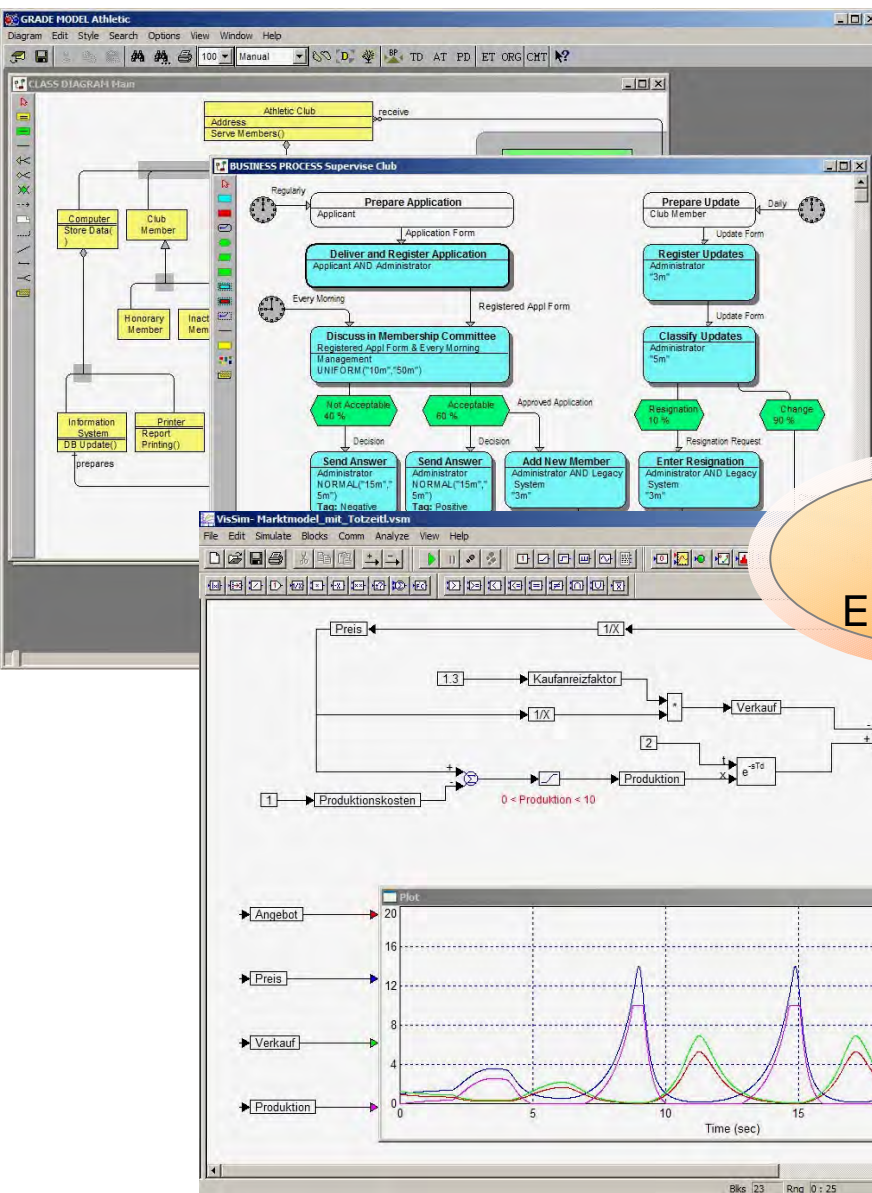 GRADE MODEL Athletic
Diagram Edit Style Search Options View Window Help
100 Manual BP TD AT PD ET ORG CMT
CLASS DIAGRAM Main
Athletic Club
Address
Serve Members()
receive
Computer
Store Data(
)
Club
Member
Honorary
Member
Inact
Mem
Information
System
DB Update()
Printer
Report
Printing()
prepares
BUSINESS PROCESS Supervise Club
Regularly
Prepare Application
Applicant
Application Form
Deliver and Register Application
Applicant AND Administrator
Every Morning
Registered Appl Form
Discuss in Membership Committee
Registered Appl Form & Every Morning
Management
UNIFORM("10m","50m")
Not Acceptable
40 %
Acceptable
60 %
Approved Application
Decision
Decision
Send Answer
Administrator
NORMAL("15m","
5m")
Tag: Negative
Send Answer
Administrator
NORMAL("15m","
5m")
Tag: Positive
Add New Member
Administrator AND Legacy
System
"3m"
Prepare Update
Club Member
Daily
Update Form
Register Updates
Administrator
"3m"
Update Form
Classify Updates
Administrator
"5m"
Resignation
10 %
Change
90 %
Resignation Request
Enter Resignation
Administrator AND Legacy
System
"3m"
E
VisSim- Marktmodel_mit_Totzeitl.vsm
File Edit Simulate Blocks Comm Analyze View Help
Preis
1/X
1.3
Kaufanreizfaktor
1/X
*
Verkauf
-
+
2
t
x
e-sTd
+
-
Σ
Produktion
1
Produktionskosten
0 < Produktion < 10
Plot
Angebot
Preis
Verkauf
Produktion
20
16
12
8
4
0
0 5 10 15
Time (sec)
Blks 23 Rng 0 : 25